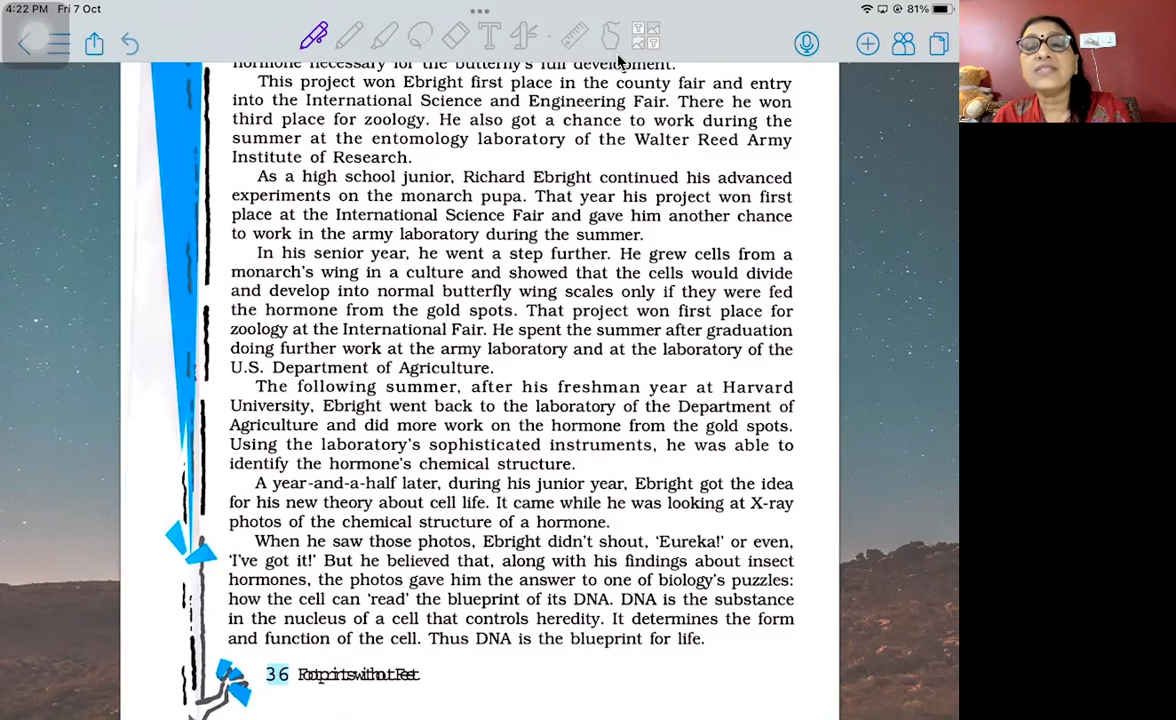 4:22 PM Fri 7 Oct
81%
hormone necessary for the butterfly's full development.
This project won Ebright first place in the county fair and entry
into the International Science and Engineering Fair. There he won
third place for zoology. He also got a chance to work during the
summer at the entomology laboratory of the Walter Reed Army
Institute of Research.
As a high school junior, Richard Ebright continued his advanced
experiments on the monarch pupa. That year his project won first
place at the International Science Fair and gave him another chance
to work in the army laboratory during the summer.
In his senior year, he went a step further. He grew cells from a
monarch's wing in a culture and showed that the cells would divide
and develop into normal butterfly wing scales only if they were fed
the hormone from the gold spots. That project won first place for
zoology at the International Fair. He spent the summer after graduation
doing further work at the army laboratory and at the laboratory of the
U.S. Department of Agriculture.
The following summer, after his freshman year at Harvard
University, Ebright went back to the laboratory of the Department of
Agriculture and did more work on the hormone from the gold spots.
Using the laboratory's sophisticated instruments, he was able to
identify the hormone's chemical structure.
A year-and-a-half later, during his junior year, Ebright got the idea
for his new theory about cell life. It came while he was looking at X-ray
photos of the chemical structure of a hormone.
When he saw those photos, Ebright didn't shout, 'Eureka!' or even,
'I've got it!' But he believed that, along with his findings about insect
hormones, the photos gave him the answer to one of biology's puzzles:
how the cell can 'read' the blueprint of its DNA. DNA is the substance
in the nucleus of a cell that controls heredity. It determines the form
and function of the cell. Thus DNA is the blueprint for life.
36 Footprints without Feet